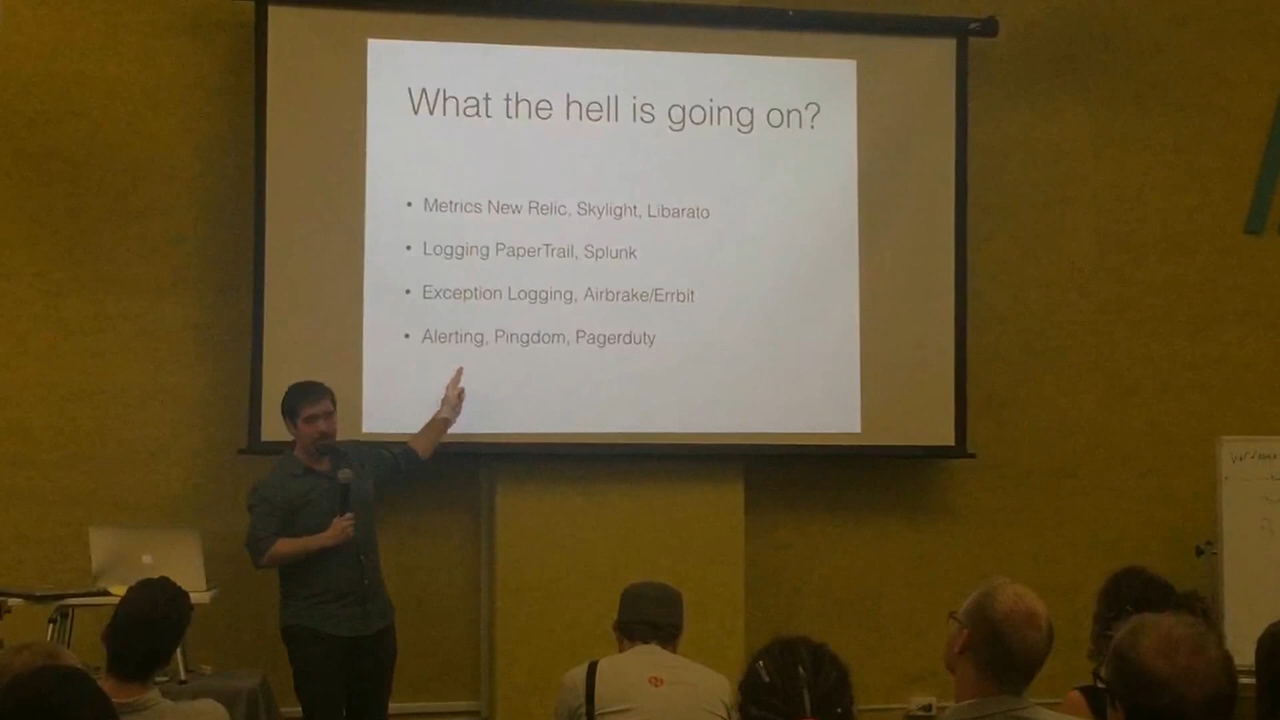 What the hell is going on?
• Metrics New Relic, Skylight, Libarato
• Logging PaperTrail, Splunk
• Exception Logging, Airbrake/Errbit
• Alerting, Pingdom, Pagerduty